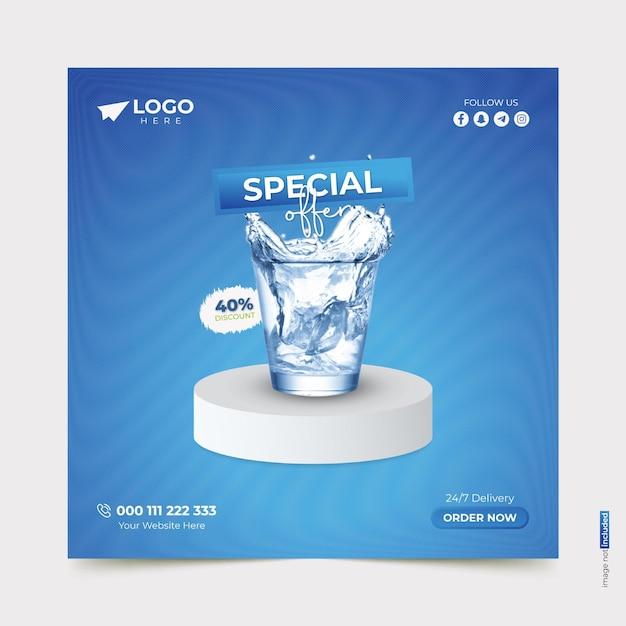 LOGO
HERE
FOLLOW US
SPECIAL
offer
40%
DISCOUNT
24/7 Delivery
ORDER NOW
000 111 222 333
Your Website Here
image not Included